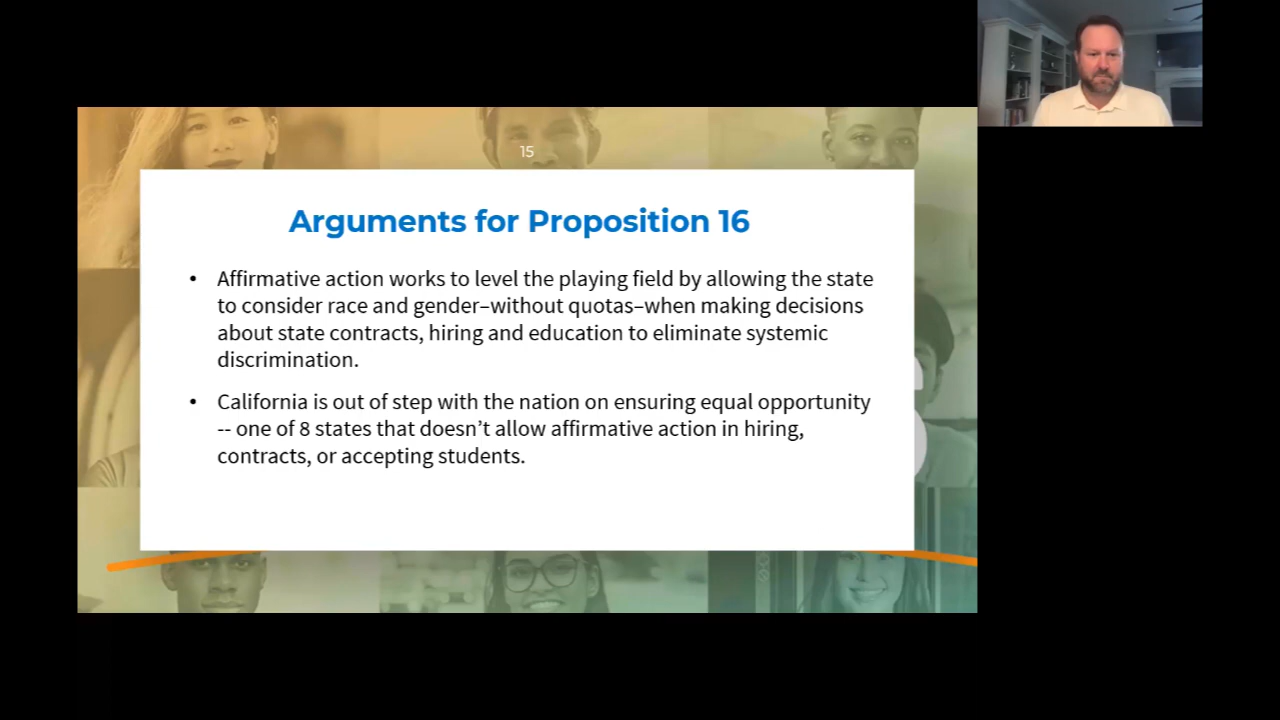 15
Arguments for Proposition 16
• Affirmative action works to level the playing field by allowing the state
to consider race and gender–without quotas–when making decisions
about state contracts, hiring and education to eliminate systemic
discrimination.
• California is out of step with the nation on ensuring equal opportunity
-- one of 8 states that doesn’t allow affirmative action in hiring,
contracts, or accepting students.